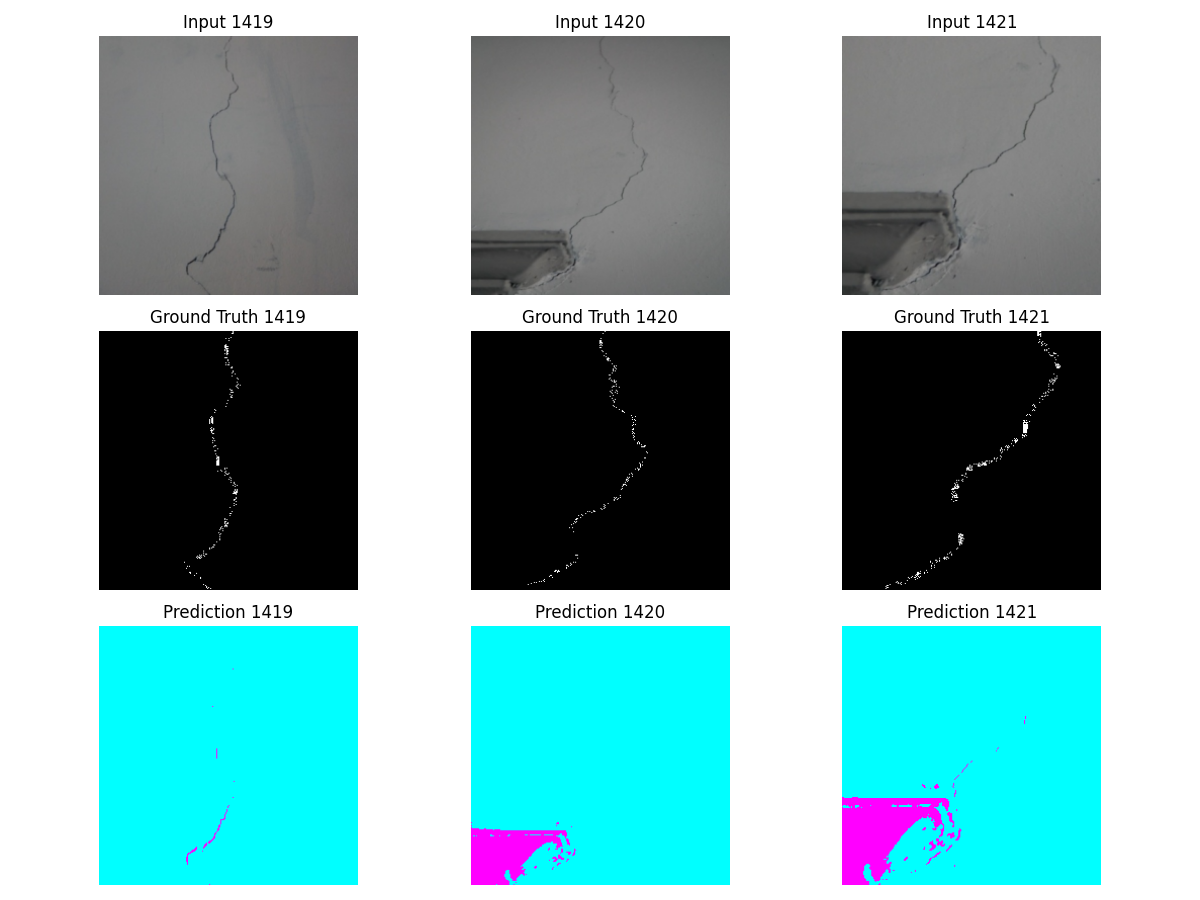 Input 1419
Input 1420
Input 1421
Ground Truth 1419
Ground Truth 1420
Ground Truth 1421
Prediction 1419
Prediction 1420
Prediction 1421